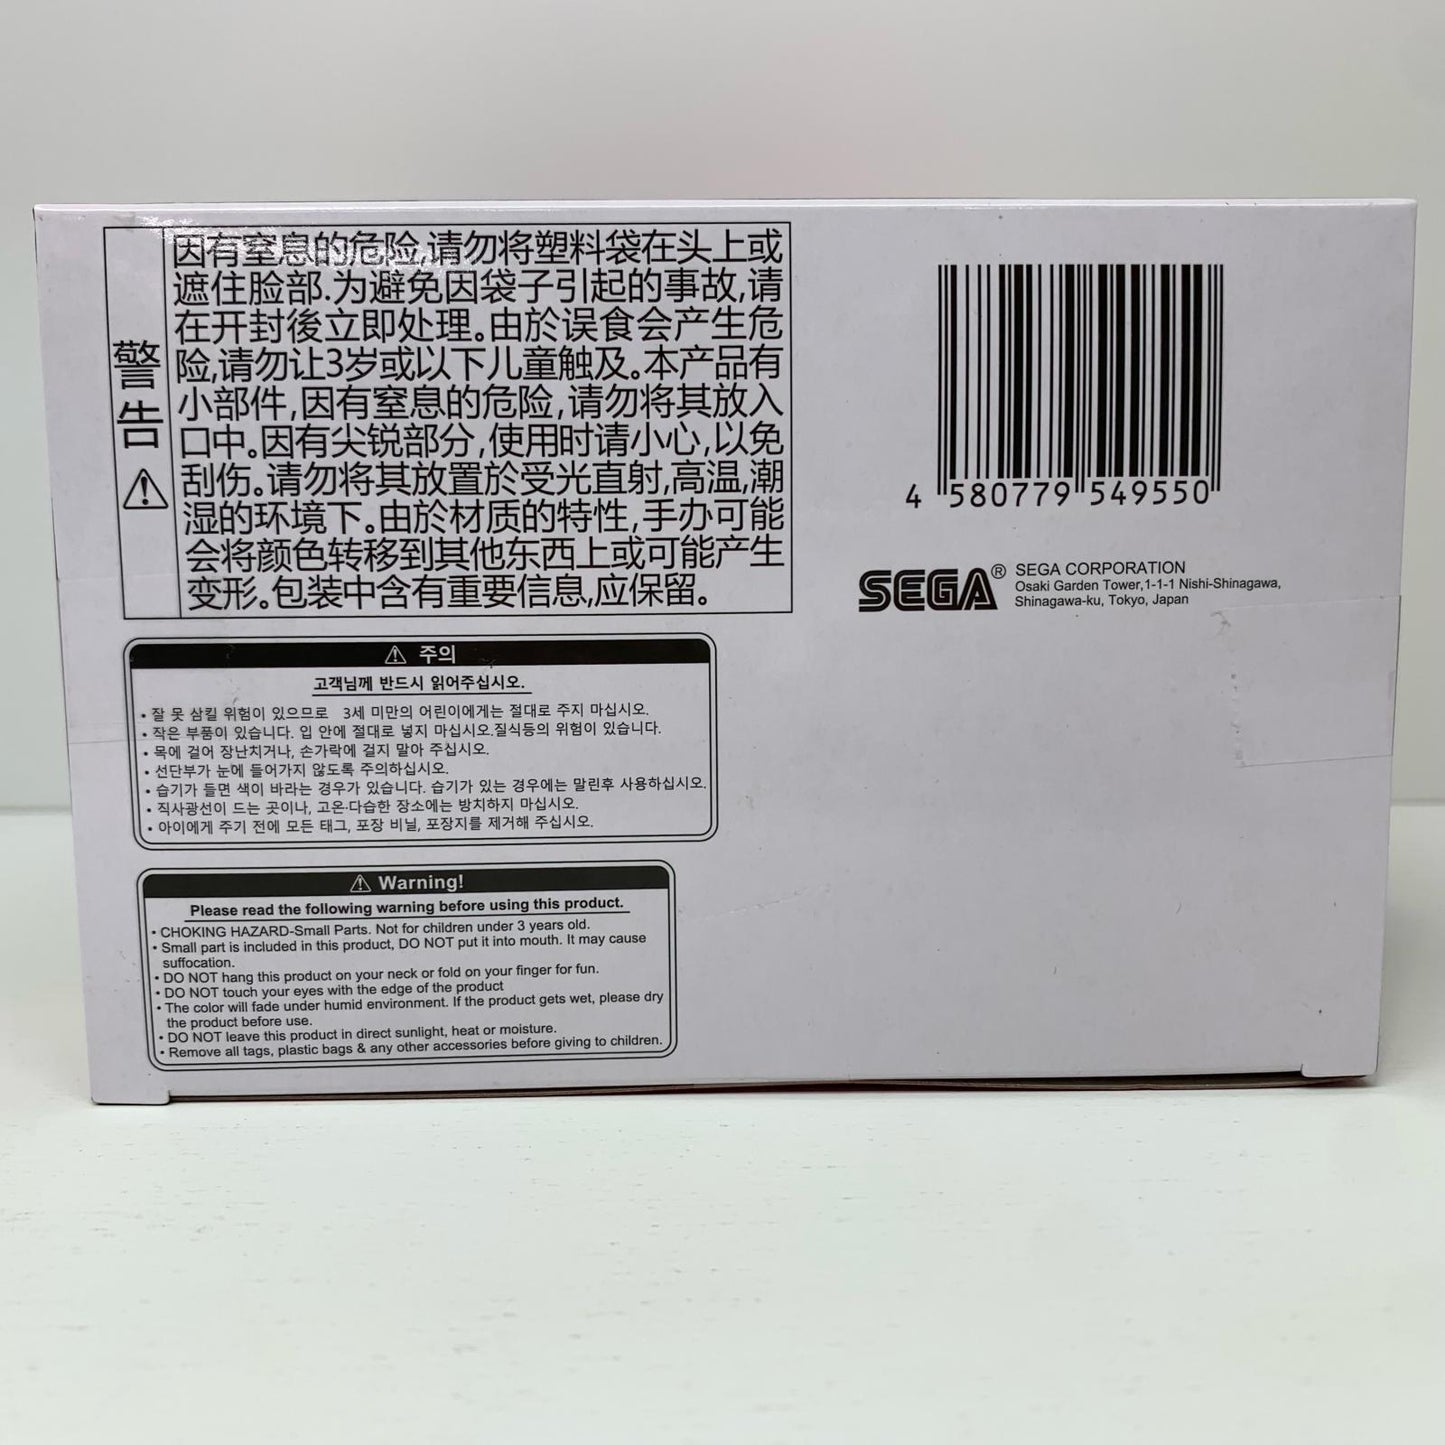 警告
因有窒息的危险,请勿将塑料袋在头上或
遮住脸部.为避免因袋子引起的事故,请
在开封後立即处理。由於误食会产生危
险,请勿让3岁或以下儿童触及。本产品有
小部件,因有窒息的危险,请勿将其放入
口中。因有尖锐部分,使用时请小心,以免
刮伤。请勿将其放置於受光直射,高温,潮
湿的环境下。由於材质的特性,手办可能
会将颜色转移到其他东西上或可能产生
变形。包装中含有重要信息,应保留。
4 580779 549550
SEGA®
SEGA CORPORATION
Osaki Garden Tower,1-1-1 Nishi-Shinagawa,
Shinagawa-ku, Tokyo, Japan
⚠ 주의
고객님께 반드시 읽어주십시오.
• 잘 못 삼킬 위험이 있으므로 3세 미만의 어린이에게는 절대로 주지 마십시오.
• 작은 부품이 있습니다. 입 안에 절대로 넣지 마십시오.질식등의 위험이 있습니다.
• 목에 걸어 장난치거나, 손가락에 걸지 말아 주십시오.
• 선단부가 눈에 들어가지 않도록 주의하십시오.
• 습기가 들면 색이 바라는 경우가 있습니다. 습기가 있는 경우에는 말린후 사용하십시오.
• 직사광선이 드는 곳이나, 고온·다습한 장소에는 방치하지 마십시오.
• 아이에게 주기 전에 모든 태그, 포장 비닐, 포장지를 제거해 주십시오.
⚠ Warning!
Please read the following warning before using this product.
• CHOKING HAZARD-Small Parts. Not for children under 3 years old.
• Small part is included in this product, DO NOT put it into mouth. It may cause
suffocation.
• DO NOT hang this product on your neck or fold on your finger for fun.
• DO NOT touch your eyes with the edge of the product
• The color will fade under humid environment. If the product gets wet, please dry
the product before use.
• DO NOT leave this product in direct sunlight, heat or moisture.
• Remove all tags, plastic bags & any other accessories before giving to children.